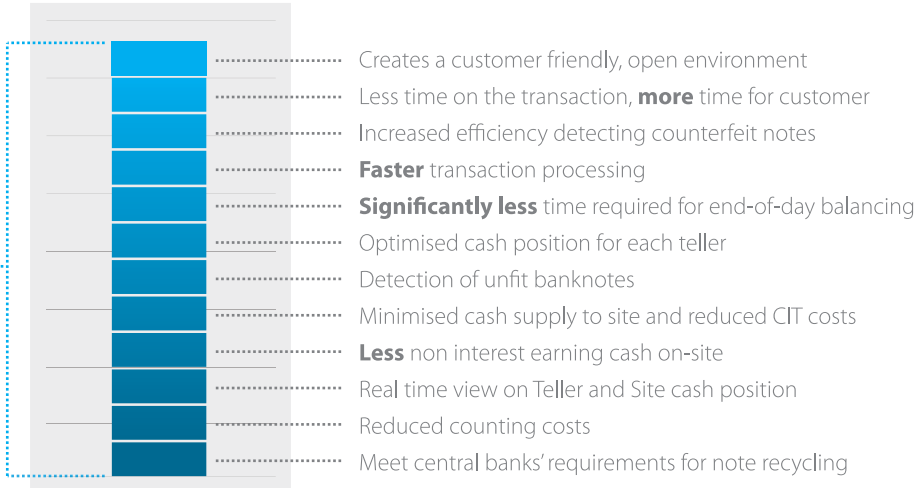 Creates a customer friendly, open environment
Less time on the transaction, more time for customer
Increased efficiency detecting counterfeit notes
Faster transaction processing
Significantly less time required for end-of-day balancing
Optimised cash position for each teller
Detection of unfit banknotes
Minimised cash supply to site and reduced CIT costs
Less non interest earning cash on-site
Real time view on Teller and Site cash position
Reduced counting costs
Meet central banks' requirements for note recycling